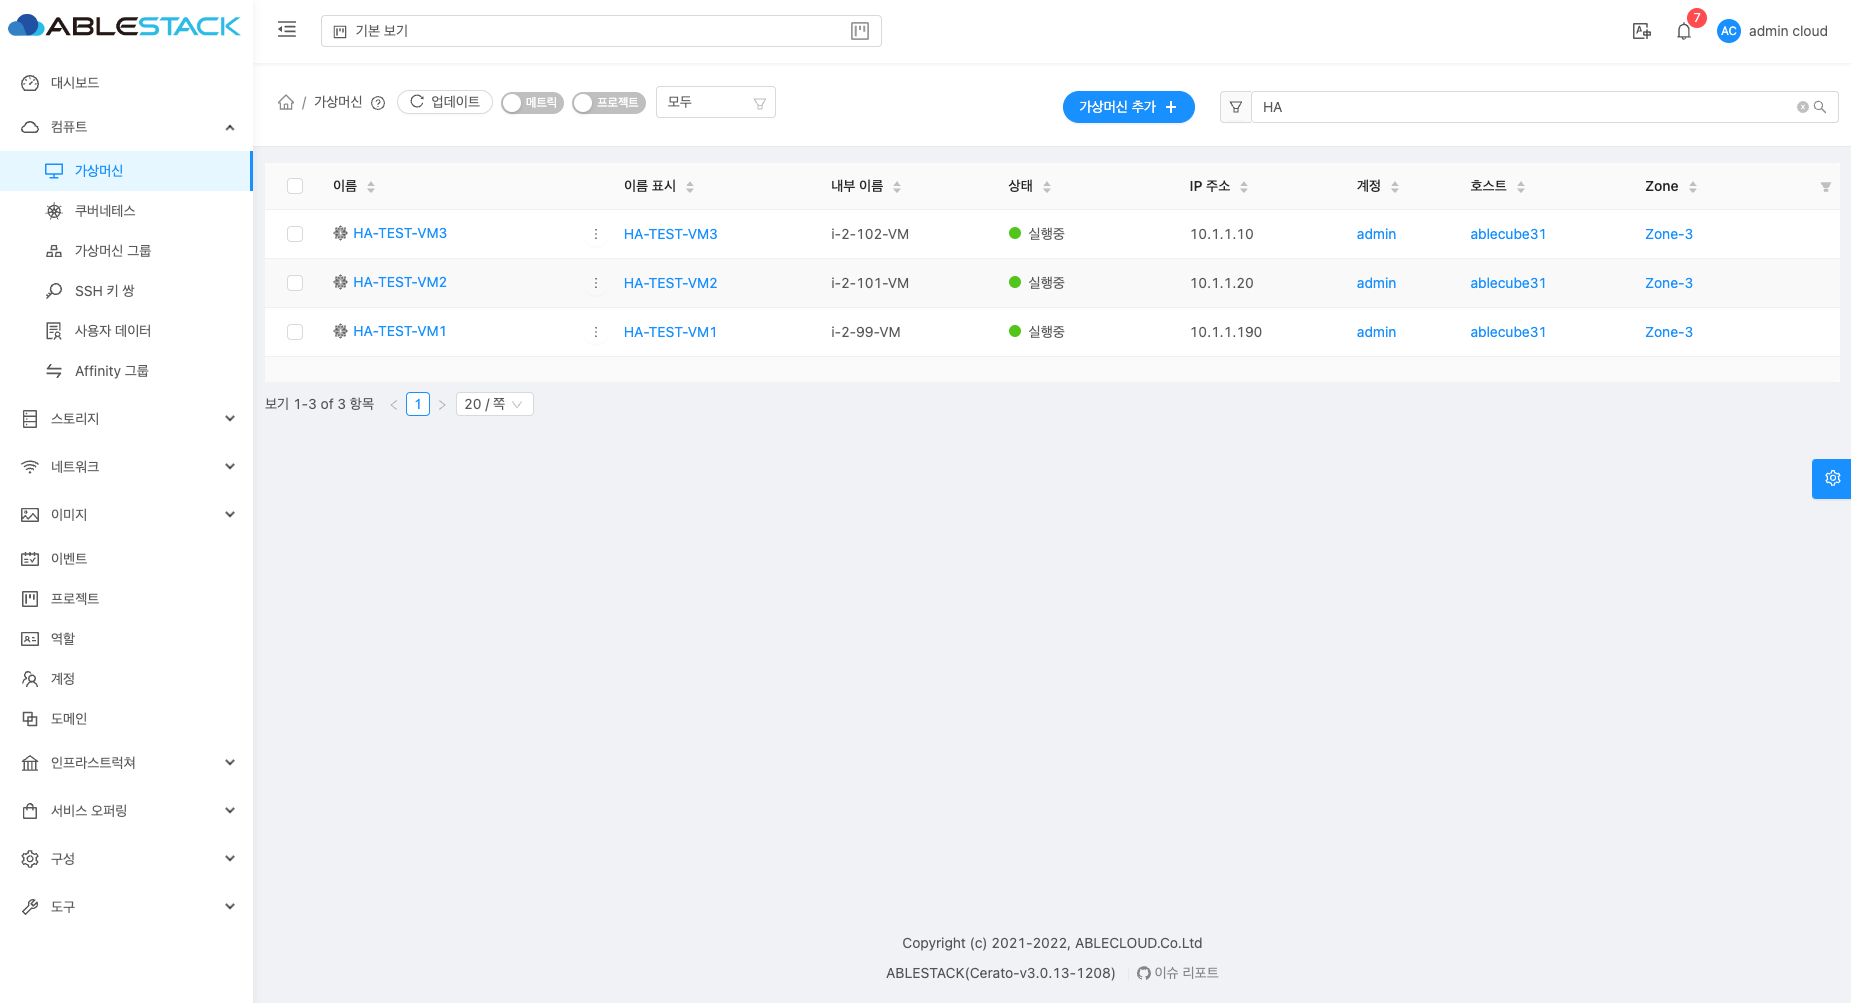 ABLESTACK
기본 보기
7
AC admin cloud
대시보드
컴퓨트
가상머신
쿠버네테스
가상머신 그룹
SSH 키 쌍
사용자 데이터
Affinity 그룹
스토리지
네트워크
이미지
이벤트
프로젝트
역할
계정
도메인
인프라스트럭쳐
서비스 오퍼링
구성
도구
/ 가상머신 업데이트 메트릭 프로젝트 모두 가상머신 추가 HA
이름 이름 표시 내부 이름 상태 IP 주소 계정 호스트 Zone
HA-TEST-VM3 HA-TEST-VM3 i-2-102-VM 실행중 10.1.1.10 admin ablecube31 Zone-3
HA-TEST-VM2 HA-TEST-VM2 i-2-101-VM 실행중 10.1.1.20 admin ablecube31 Zone-3
HA-TEST-VM1 HA-TEST-VM1 i-2-99-VM 실행중 10.1.1.190 admin ablecube31 Zone-3
보기 1-3 of 3 항목 1 20 / 쪽
Copyright (c) 2021-2022, ABLECLOUD.Co.Ltd
ABLESTACK(Cerato-v3.0.13-1208) 이슈 리포트